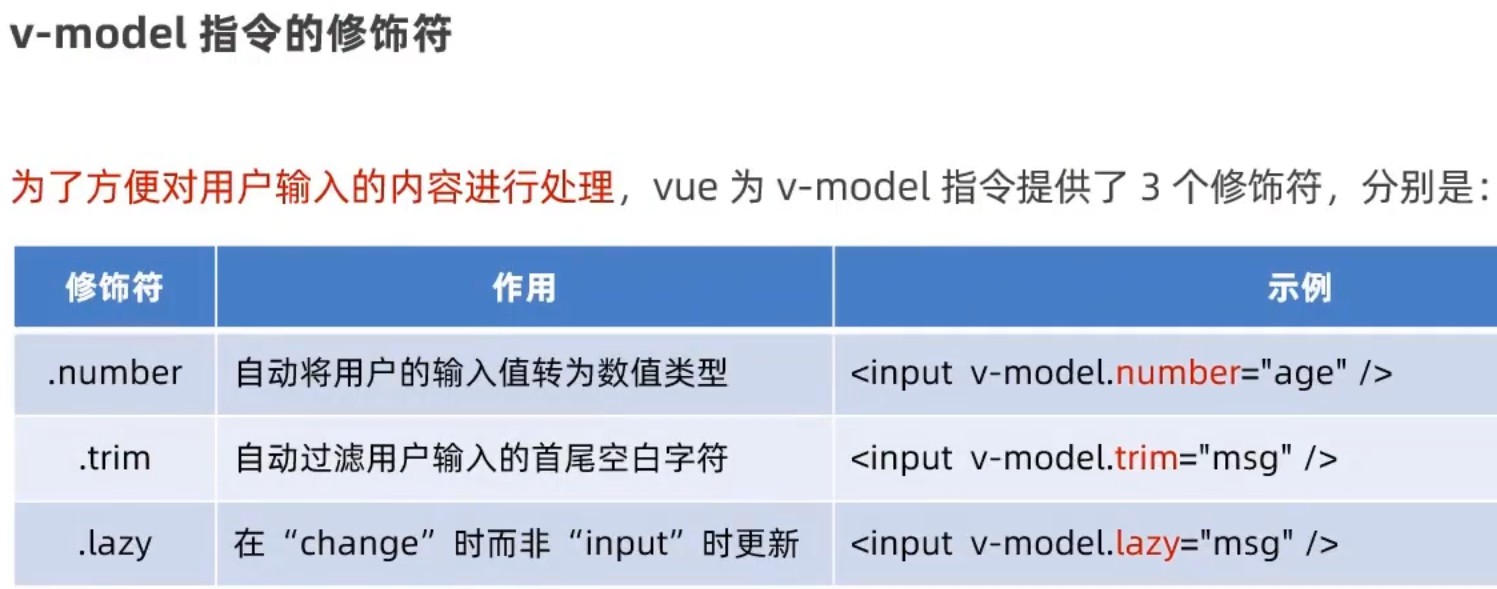 v-model 指令的修饰符
为了方便对用户输入的内容进行处理，vue 为 v-model 指令提供了 3 个修饰符，分别是：
修饰符 作用 示例
.number 自动将用户的输入值转为数值类型 <input v-model.number="age" />
.trim 自动过滤用户输入的首尾空白字符 <input v-model.trim="msg" />
.lazy 在“change”时而非“input”时更新 <input v-model.lazy="msg" />